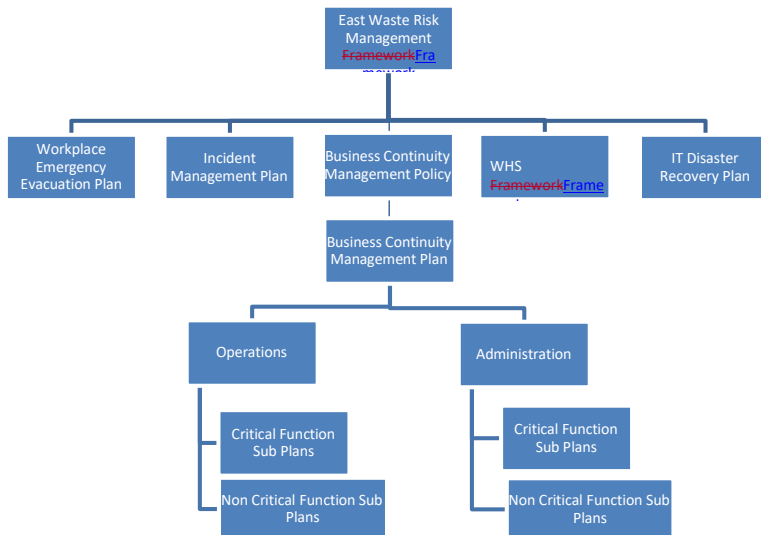 East Waste Risk
Management
FrameworkFra
mework
Workplace
Emergency
Evacuation Plan
Incident
Management Plan
Business Continuity
Management Policy
WHS
FrameworkFrame
IT Disaster
Recovery Plan
Business Continuity
Management Plan
Operations
Administration
Critical Function
Sub Plans
Non Critical Function Sub
Plans
Critical Function
Sub Plans
Non Critical Function Sub
Plans